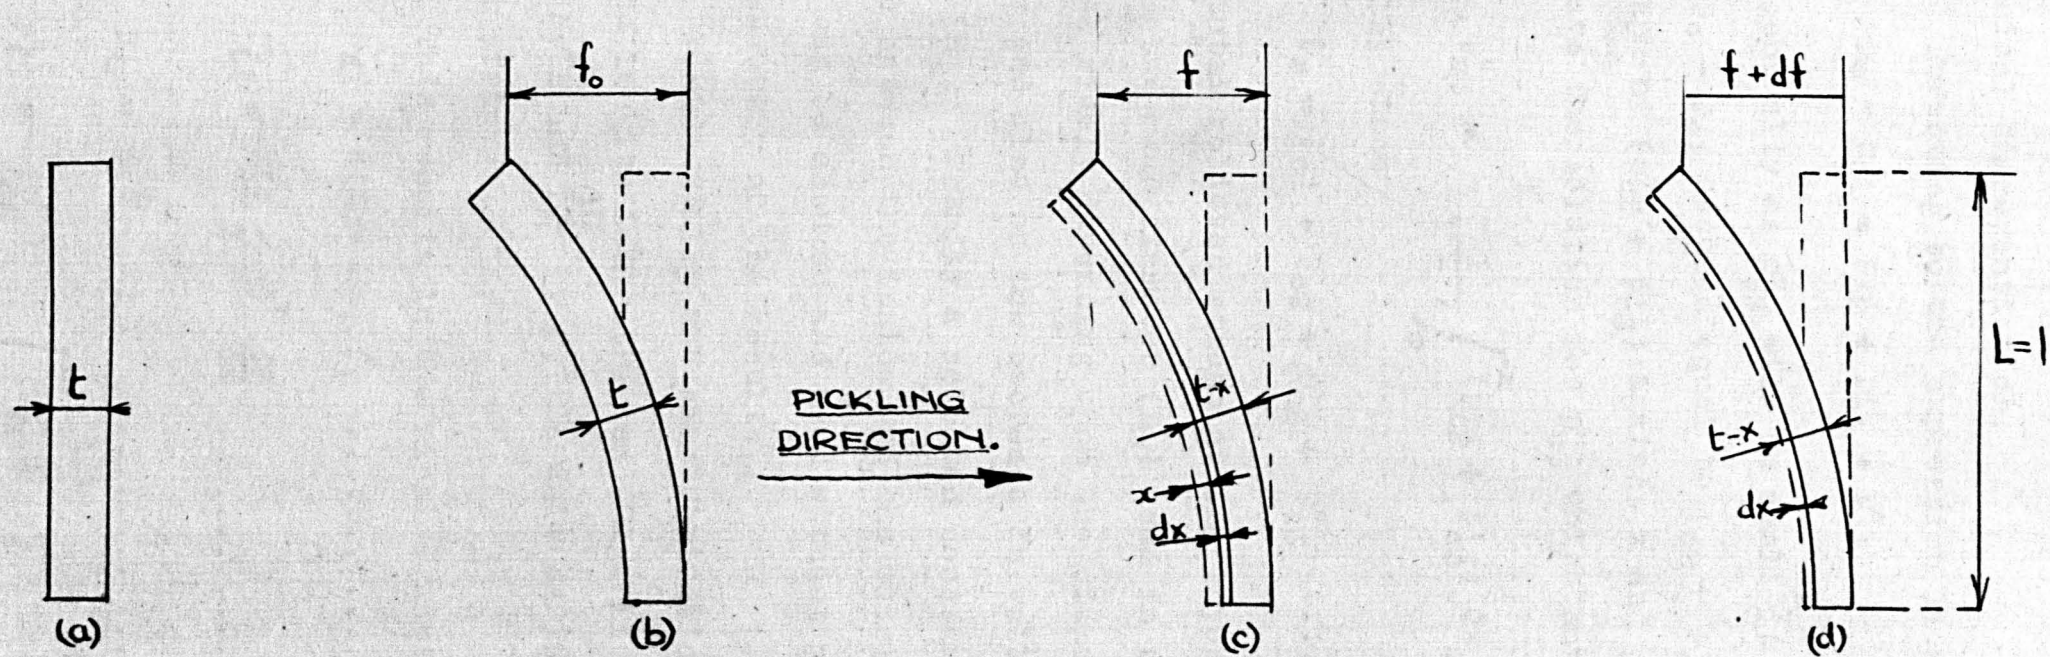 f₀
f
f + df
t
t
PICKLING
DIRECTION.
t-x
x
dx
t-x
dx
L=1
(a)
(b)
(c)
(d)